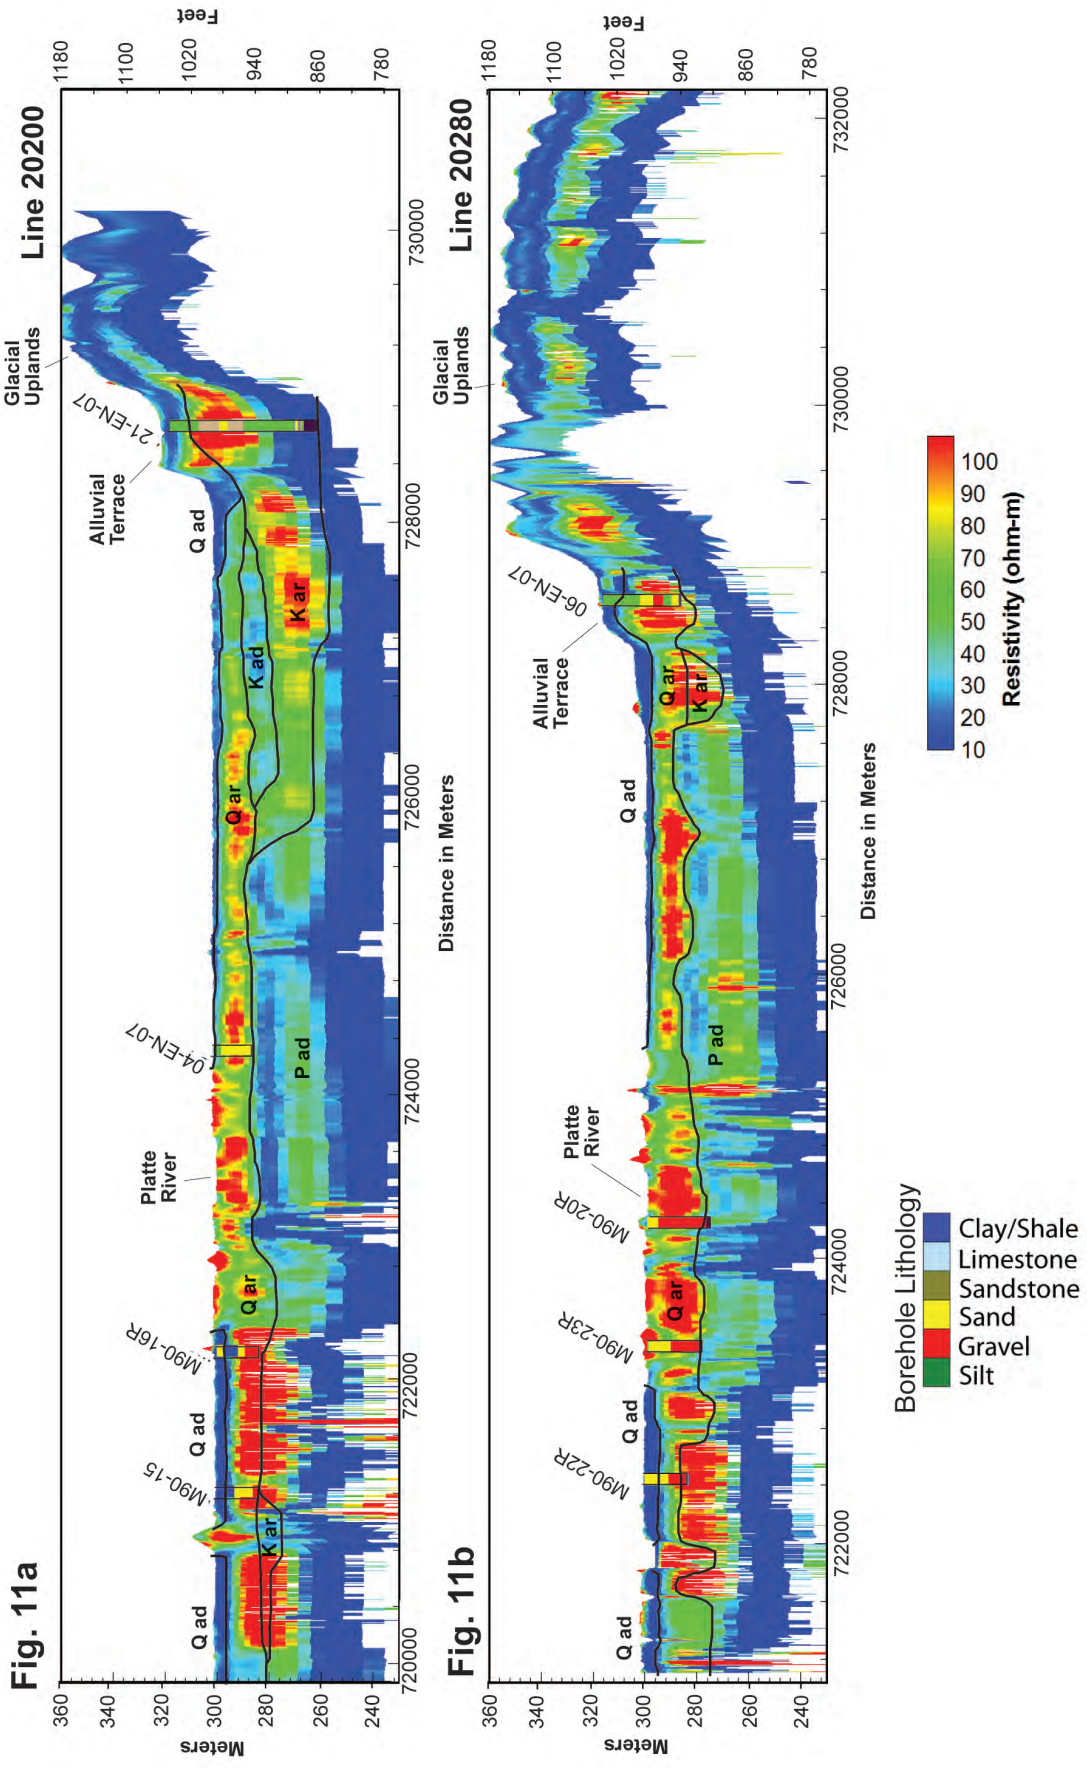 Fig. 11a
Line 20200
Meters
360
340
320
300
280
260
240
Feet
1180
1100
1020
940
860
780
Q ad
M90-15
Q ad
M90-16R
Platte
River
04-EN-07
Q ad
Alluvial
Terrace
21-EN-07
Glacial
Uplands
K ar
Q ar
P ad
Q ar
K ad
K ar
720000
722000
724000
726000
728000
730000
Distance in Meters
Fig. 11b
Line 20280
Meters
360
340
320
300
280
260
240
Feet
1180
1100
1020
940
860
780
Q ad
M90-22R
Q ad
M90-23R
M90-20R
Platte
River
Q ad
Alluvial
Terrace
06-EN-07
Glacial
Uplands
Q ar
P ad
Q ar
K ar
722000
724000
726000
728000
730000
732000
Distance in Meters
Borehole Lithology
Clay/Shale
Limestone
Sandstone
Sand
Gravel
Silt
100
90
80
70
60
50
40
30
20
10
Resistivity (ohm-m)